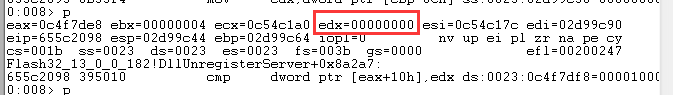 0:008> p
eax=0c4f7de8 ebx=00000004 ecx=0c54c1a0 edx=00000000 esi=0c54c17c edi=02d99c90
eip=655c2098 esp=02d99c44 ebp=02d99c64 iopl=0 nv up ei pl zr na pe cy
cs=001b ss=0023 ds=0023 es=0023 fs=003b gs=0000 efl=00200247
Flash32_13_0_0_182!DllUnregisterServer+0x8a2a7:
655c2098 395010 cmp dword ptr [eax+10h],edx ds:0023:0c4f7df8=00001000
0:008> p